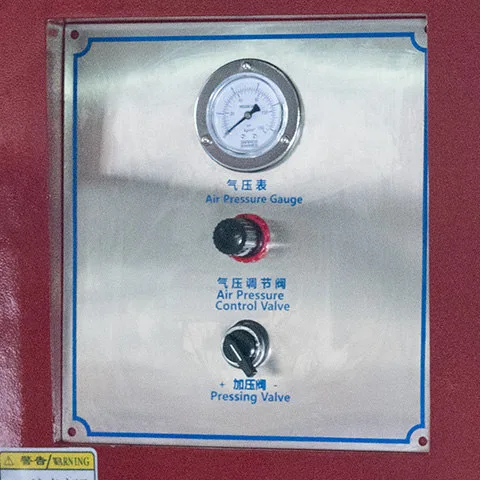 气压表
Air Pressure Gauge
气压调节阀
Air Pressure
Control Valve
+ 加压阀 -
Pressing Valve
⚠ 警告/WARNING